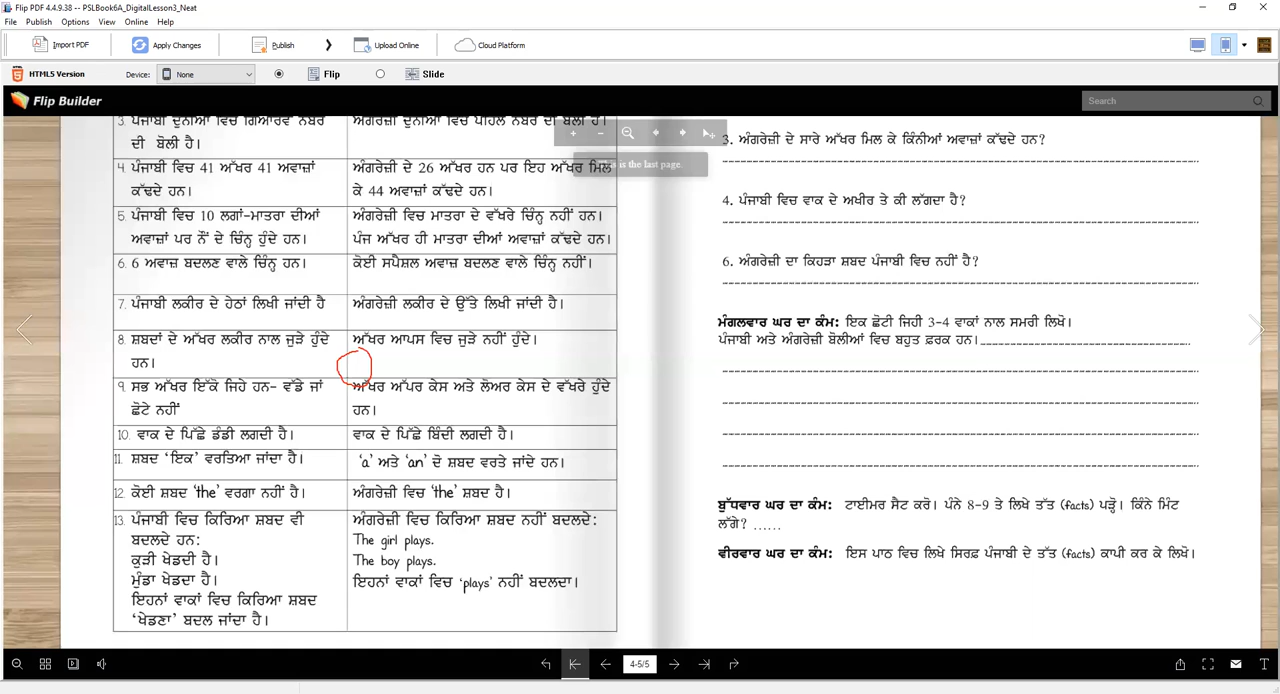 Flip PDF 4.4.9.38 -- PSLBook6A_DigitalLesson3_Neat
File Publish Options View Online Help
Import PDF Apply Changes Publish Upload Online Cloud Platform
HTML5 Version Device: None Flip Slide
Flip Builder Search
3. ਪੰਜਾਬੀ ਦੁਨੀਆਂ ਵਿਚ ਗਿਆਰਵੇਂ ਨੰਬਰ
ਦੀ ਬੋਲੀ ਹੈ।
ਅੰਗਰੇਜ਼ੀ ਦੁਨੀਆਂ ਵਿਚ ਪਹਿਲੇ ਨੰਬਰ ਦੀ ਬੋਲੀ ਹੈ।
4. ਪੰਜਾਬੀ ਵਿਚ 41 ਅੱਖਰ 41 ਅਵਾਜ਼ਾਂ
ਕੱਢਦੇ ਹਨ।
ਅੰਗਰੇਜ਼ੀ ਦੇ 26 ਅੱਖਰ ਹਨ ਪਰ ਇਹ ਅੱਖਰ ਮਿਲ
ਕੇ 44 ਅਵਾਜ਼ਾਂ ਕੱਢਦੇ ਹਨ।
5. ਪੰਜਾਬੀ ਵਿਚ 10 ਲਗਾਂ-ਮਾਤਰਾ ਦੀਆਂ
ਅਵਾਜ਼ਾਂ ਪਰ ਨੌਂ ਦੇ ਚਿੰਨ੍ਹ ਹੁੰਦੇ ਹਨ।
ਅੰਗਰੇਜ਼ੀ ਵਿਚ ਮਾਤਰਾ ਦੇ ਵੱਖਰੇ ਚਿੰਨ੍ਹ ਨਹੀਂ ਹਨ।
ਪੰਜ ਅੱਖਰ ਹੀ ਮਾਤਰਾ ਦੀਆਂ ਅਵਾਜ਼ਾਂ ਕੱਢਦੇ ਹਨ।
6. 6 ਅਵਾਜ਼ ਬਦਲਣ ਵਾਲੇ ਚਿੰਨ੍ਹ ਹਨ।
ਕੋਈ ਸਪੈਸ਼ਲ ਅਵਾਜ਼ ਬਦਲਣ ਵਾਲੇ ਚਿੰਨ੍ਹ ਨਹੀਂ।
7. ਪੰਜਾਬੀ ਲਕੀਰ ਦੇ ਹੇਠਾਂ ਲਿਖੀ ਜਾਂਦੀ ਹੈ
ਅੰਗਰੇਜ਼ੀ ਲਕੀਰ ਦੇ ਉੱਤੇ ਲਿਖੀ ਜਾਂਦੀ ਹੈ।
8. ਸ਼ਬਦਾਂ ਦੇ ਅੱਖਰ ਲਕੀਰ ਨਾਲ ਜੁੜੇ ਹੁੰਦੇ
ਹਨ।
ਅੱਖਰ ਆਪਸ ਵਿਚ ਜੁੜੇ ਨਹੀਂ ਹੁੰਦੇ।
9. ਸਭ ਅੱਖਰ ਇੱਕੋ ਜਿਹੇ ਹਨ- ਵੱਡੇ ਜਾਂ
ਛੋਟੇ ਨਹੀਂ
ਅੱਖਰ ਅੱਪਰ ਕੇਸ ਅਤੇ ਲੋਅਰ ਕੇਸ ਦੇ ਵੱਖਰੇ ਹੁੰਦੇ
ਹਨ।
10. ਵਾਕ ਦੇ ਪਿੱਛੇ ਡੰਡੀ ਲਗਦੀ ਹੈ।
ਵਾਕ ਦੇ ਪਿੱਛੇ ਬਿੰਦੀ ਲਗਦੀ ਹੈ।
11. ਸ਼ਬਦ ‘ਇਕ’ ਵਰਤਿਆ ਜਾਂਦਾ ਹੈ।
‘a’ ਅਤੇ ‘an’ ਦੋ ਸ਼ਬਦ ਵਰਤੇ ਜਾਂਦੇ ਹਨ।
12. ਕੋਈ ਸ਼ਬਦ ‘the’ ਵਰਗਾ ਨਹੀਂ ਹੈ।
ਅੰਗਰੇਜ਼ੀ ਵਿਚ ‘the’ ਸ਼ਬਦ ਹੈ।
13. ਪੰਜਾਬੀ ਵਿਚ ਕਿਰਿਆ ਸ਼ਬਦ ਵੀ
ਬਦਲਦੇ ਹਨ:
ਕੁੜੀ ਖੇਡਦੀ ਹੈ।
ਮੁੰਡਾ ਖੇਡਦਾ ਹੈ।
ਇਹਨਾਂ ਵਾਕਾਂ ਵਿਚ ਕਿਰਿਆ ਸ਼ਬਦ
‘ਖੇਡਣਾ’ ਬਦਲ ਜਾਂਦਾ ਹੈ।
ਅੰਗਰੇਜ਼ੀ ਵਿਚ ਕਿਰਿਆ ਸ਼ਬਦ ਨਹੀਂ ਬਦਲਦੇ:
The girl plays.
The boy plays.
ਇਹਨਾਂ ਵਾਕਾਂ ਵਿਚ ‘plays’ ਨਹੀਂ ਬਦਲਦਾ।
is the last page.
3. ਅੰਗਰੇਜ਼ੀ ਦੇ ਸਾਰੇ ਅੱਖਰ ਮਿਲ ਕੇ ਕਿੰਨੀਆਂ ਅਵਾਜ਼ਾਂ ਕੱਢਦੇ ਹਨ?
4. ਪੰਜਾਬੀ ਵਿਚ ਵਾਕ ਦੇ ਅਖੀਰ ਤੇ ਕੀ ਲੱਗਦਾ ਹੈ?
6. ਅੰਗਰੇਜ਼ੀ ਦਾ ਕਿਹੜਾ ਸ਼ਬਦ ਪੰਜਾਬੀ ਵਿਚ ਨਹੀਂ ਹੈ?
ਮੰਗਲਵਾਰ ਘਰ ਦਾ ਕੰਮ: ਇਕ ਛੋਟੀ ਜਿਹੀ 3-4 ਵਾਕਾਂ ਨਾਲ ਸਮਰੀ ਲਿਖੋ।
ਪੰਜਾਬੀ ਅਤੇ ਅੰਗਰੇਜ਼ੀ ਬੋਲੀਆਂ ਵਿਚ ਬਹੁਤ ਫ਼ਰਕ ਹਨ।
ਬੁੱਧਵਾਰ ਘਰ ਦਾ ਕੰਮ: ਟਾਈਮਰ ਸੈਟ ਕਰੋ। ਪੰਨੇ 8-9 ਤੇ ਲਿਖੇ ਤੱਤ (facts) ਪੜ੍ਹੋ। ਕਿੰਨੇ ਮਿੰਟ
ਲੱਗੇ? ......
ਵੀਰਵਾਰ ਘਰ ਦਾ ਕੰਮ: ਇਸ ਪਾਠ ਵਿਚ ਲਿਖੇ ਸਿਰਫ਼ ਪੰਜਾਬੀ ਦੇ ਤੱਤ (facts) ਕਾਪੀ ਕਰ ਕੇ ਲਿਖੋ।
4-5/5